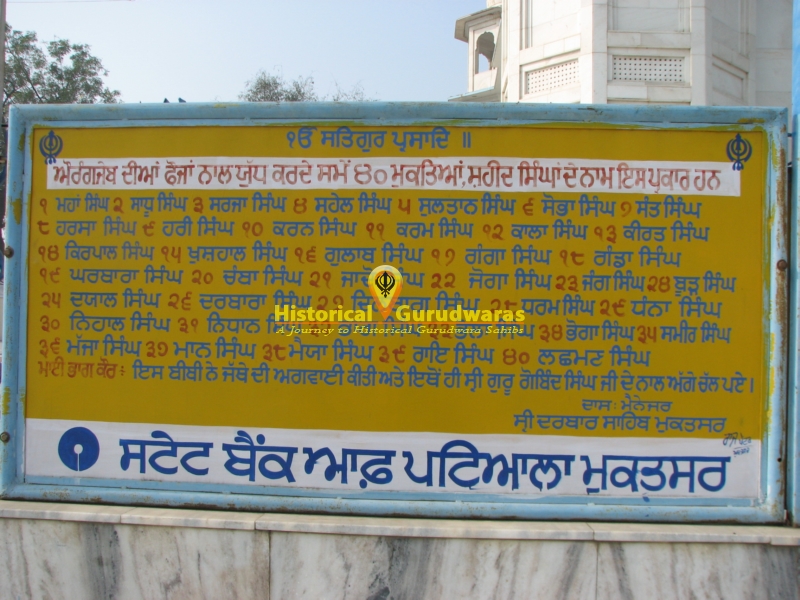 ੴ ਸਤਿਗੁਰ ਪ੍ਰਸਾਦਿ ॥
ਔਰੰਗਜੇਬ ਦੀਆਂ ਫੌਜਾਂ ਨਾਲ ਯੁੱਧ ਕਰਦੇ ਸਮੇਂ ੪੦ ਮੁਕਤਿਆਂ, ਸ਼ਹੀਦ ਸਿੰਘਾਂ ਦੇ ਨਾਮ ਇਸ ਪ੍ਰਕਾਰ ਹਨ
੧ ਮਹਾਂ ਸਿੰਘ ੨ ਸਾਧੂ ਸਿੰਘ ੩ ਸਰਜਾ ਸਿੰਘ ੪ ਸਹੇਲ ਸਿੰਘ ੫ ਸੁਲਤਾਨ ਸਿੰਘ ੬ ਸੋਭਾ ਸਿੰਘ ੭ ਸੰਤ ਸਿੰਘ
੮ ਹਰਸਾ ਸਿੰਘ ੯ ਹਰੀ ਸਿੰਘ ੧੦ ਕਰਨ ਸਿੰਘ ੧੧ ਕਰਮ ਸਿੰਘ ੧੨ ਕਾਲਾ ਸਿੰਘ ੧੩ ਕੀਰਤ ਸਿੰਘ
੧੪ ਕਿਰਪਾਲ ਸਿੰਘ ੧੫ ਖੁਸ਼ਹਾਲ ਸਿੰਘ ੧੬ ਗੁਲਾਬ ਸਿੰਘ ੧੭ ਗੰਗਾ ਸਿੰਘ ੧੮ ਗੰਡਾ ਸਿੰਘ
੧੯ ਘਰਬਾਰਾ ਸਿੰਘ ੨੦ ਚੰਬਾ ਸਿੰਘ ੨੧ ਸਿੰਘ ੨੨ ਜੋਗਾ ਸਿੰਘ ੨੩ ਜੰਗ ਸਿੰਘ ੨੪ ਬੂੜ ਸਿੰਘ
੨੫ ਦਯਾਲ ਸਿੰਘ ੨੬ ਦਰਬਾਰਾ ਸਿੰਘ ੨੭ ਸਿੰਘ ੨੮ ਧਰਮ ਸਿੰਘ ੨੯ ਧੰਨਾ ਸਿੰਘ
੩੦ ਨਿਹਾਲ ਸਿੰਘ ੩੧ ਨਿਧਾਨ ਸਿੰਘ ੩੪ ਭੋਗਾ ਸਿੰਘ ੩੫ ਸਮੀਰ ਸਿੰਘ
੩੬ ਮੱਜਾ ਸਿੰਘ ੩੭ ਮਾਨ ਸਿੰਘ ੩੮ ਮੈਯਾ ਸਿੰਘ ੩੯ ਰਾਇ ਸਿੰਘ ੪੦ ਲਛਮਣ ਸਿੰਘ
ਮਾਈ ਭਾਗ ਕੌਰ: ਇਸ ਬੀਬੀ ਨੇ ਜੱਥੇ ਦੀ ਅਗਵਾਈ ਕੀਤੀ ਅਤੇ ਇਥੋਂ ਹੀ ਸ੍ਰੀ ਗੁਰੂ ਗੋਬਿੰਦ ਸਿੰਘ ਜੀ ਦੇ ਨਾਲ ਅੱਗੇ ਚੱਲ ਪਏ।
ਦਾਸ: ਮੈਨੇਜਰ
ਸ੍ਰੀ ਦਰਬਾਰ ਸਾਹਿਬ ਮੁਕਤਸਰ
ਸਟੇਟ ਬੈਂਕ ਆਫ਼ ਪਟਿਆਲਾ ਮੁਕਤਸਰ
Historical Gurudwaras
A Journey to Historical Gurudwara Sahibs